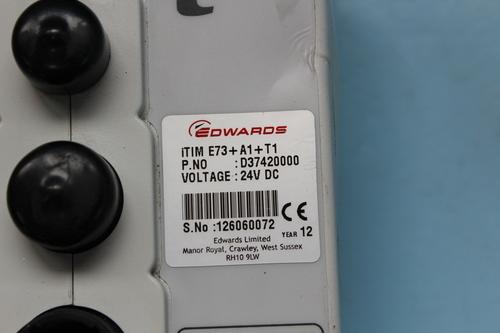 EDWARDS
iTIM E73+A1+T1
P.NO : D37420000
VOLTAGE : 24V DC
S.No :126060072
CE
YEAR 12
Edwards Limited
Manor Royal, Crawley, West Sussex
RH10 9LW